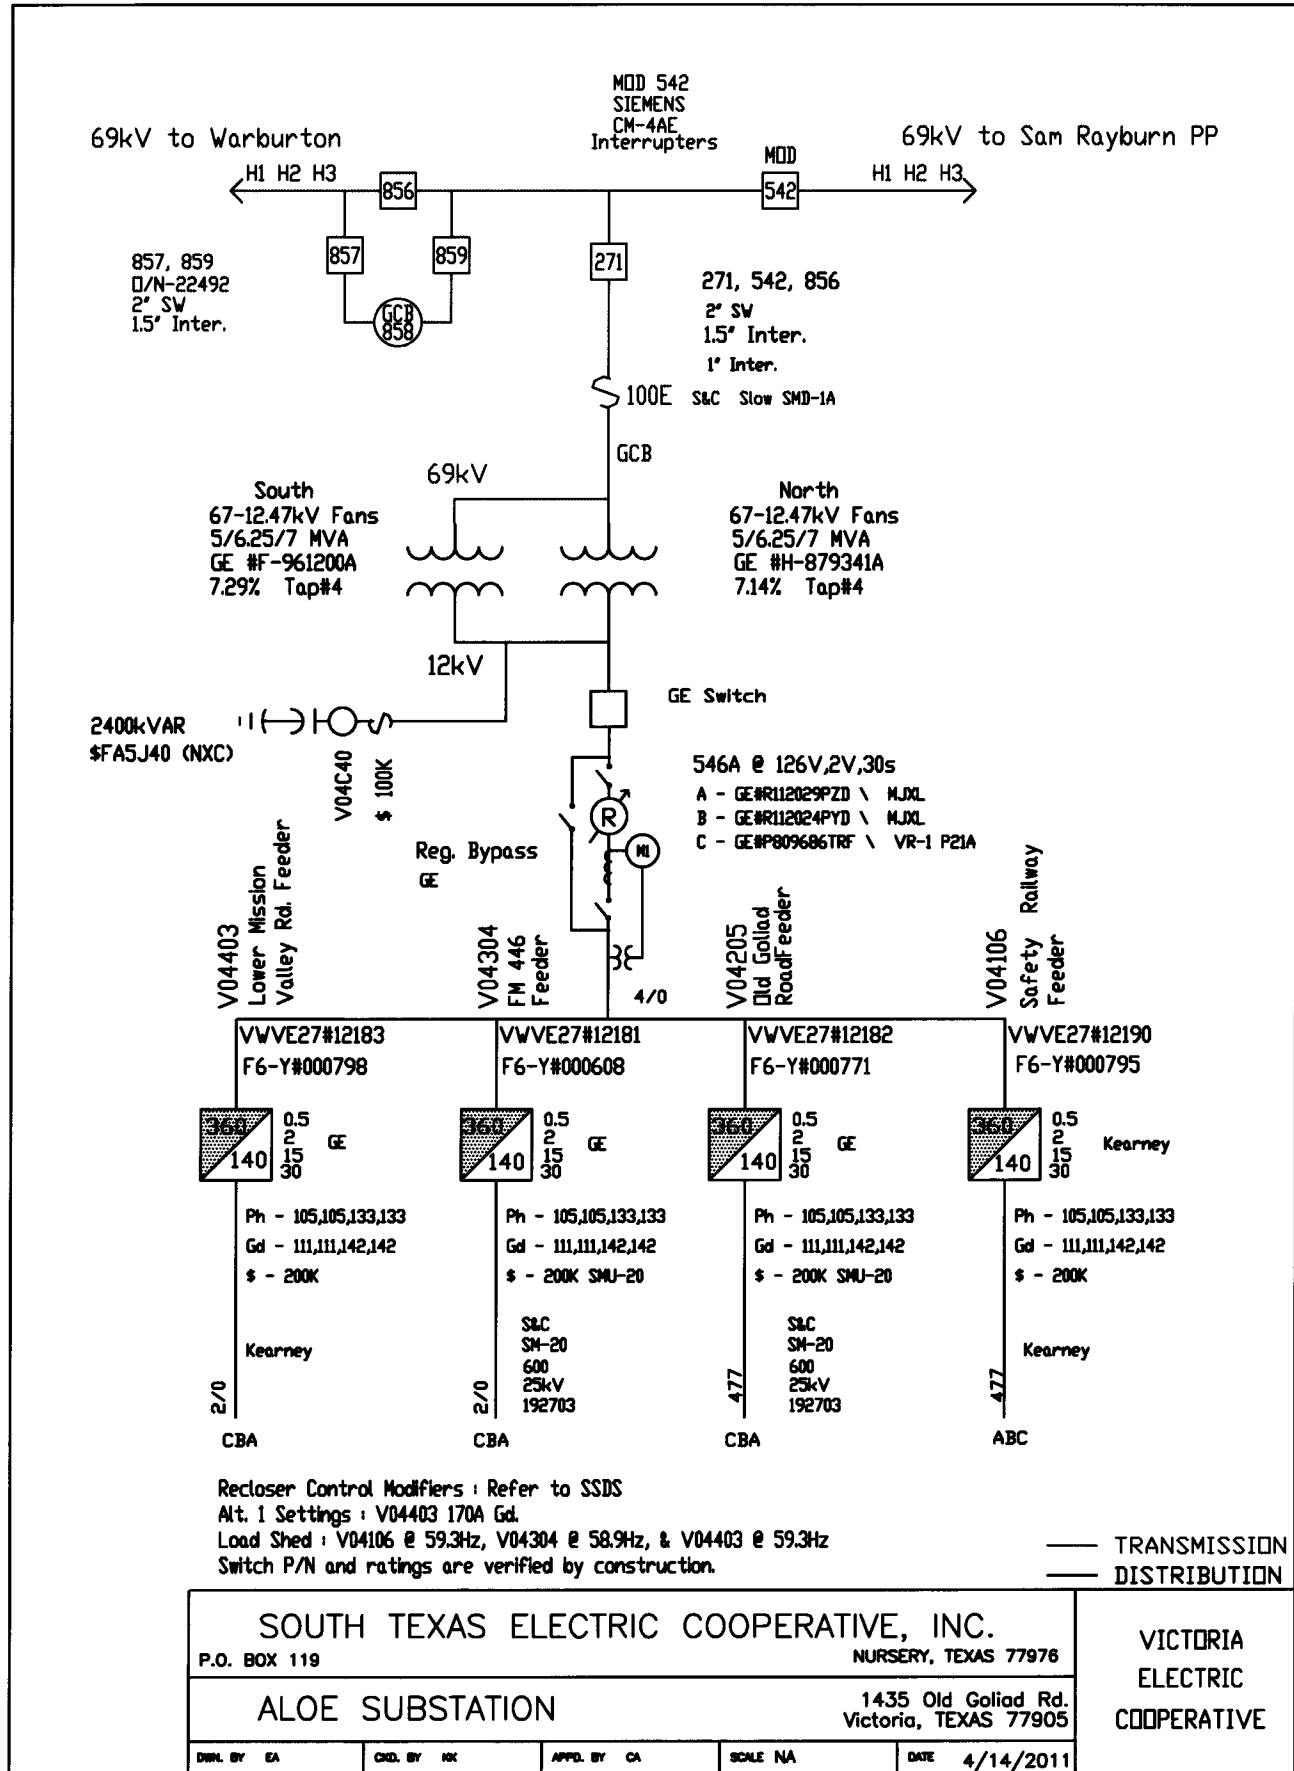 MOD 542
SIEMENS
CM-4AE
Interrupters
69kV to Warburton
69kV to Sam Rayburn PP
MOD
H1 H2 H3
856
542
H1 H2 H3
857
859
271
857, 859
O/N-22492
2" SW
1.5" Inter.
GCB
858
271, 542, 856
2" SW
1.5" Inter.
1" Inter.
100E S&C Slow SMD-1A
GCB
69kV
South
67-12.47kV Fans
5/6.25/7 MVA
GE #F-961200A
7.29% Tap#4
North
67-12.47kV Fans
5/6.25/7 MVA
GE #H-879341A
7.14% Tap#4
12kV
GE Switch
2400kVAR
$FA5J40 (NXC)
V04C40
$ 100K
546A @ 126V,2V,30s
A - GE#R112029PZD \ MJXL
B - GE#R112024PYD \ MJXL
C - GE#P809686TRF \ VR-1 P21A
R
M1
Reg. Bypass
GE
V04403
Lower Mission
Valley Rd. Feeder
V04304
FM 446
Feeder
4/0
V04205
Old Goliad
RoadFeeder
V04106
Safety Railway
Feeder
VWVE27#12183
F6-Y#000798
VWVE27#12181
F6-Y#000608
VWVE27#12182
F6-Y#000771
VWVE27#12190
F6-Y#000795
360
140
0.5
2
15
30
GE
360
140
0.5
2
15
30
GE
360
140
0.5
2
15
30
GE
360
140
0.5
2
15
30
Kearney
Ph - 105,105,133,133
Gd - 111,111,142,142
$ - 200K
Ph - 105,105,133,133
Gd - 111,111,142,142
$ - 200K SMU-20
Ph - 105,105,133,133
Gd - 111,111,142,142
$ - 200K SMU-20
Ph - 105,105,133,133
Gd - 111,111,142,142
$ - 200K
Kearney
S&C
SM-20
600
25kV
192703
S&C
SM-20
600
25kV
192703
Kearney
2/0
2/0
477
477
CBA
CBA
CBA
ABC
Recloser Control Modifiers : Refer to SSDS
Alt. 1 Settings : V04403 170A Gd.
Load Shed : V04106 @ 59.3Hz, V04304 @ 58.9Hz, & V04403 @ 59.3Hz
Switch P/N and ratings are verified by construction.
TRANSMISSION
DISTRIBUTION
SOUTH TEXAS ELECTRIC COOPERATIVE, INC.
P.O. BOX 119
NURSERY, TEXAS 77976
ALOE SUBSTATION
1435 Old Goliad Rd.
Victoria, TEXAS 77905
VICTORIA
ELECTRIC
COOPERATIVE
DWN. BY EA
CKD. BY KK
APPD. BY CA
SCALE NA
DATE 4/14/2011